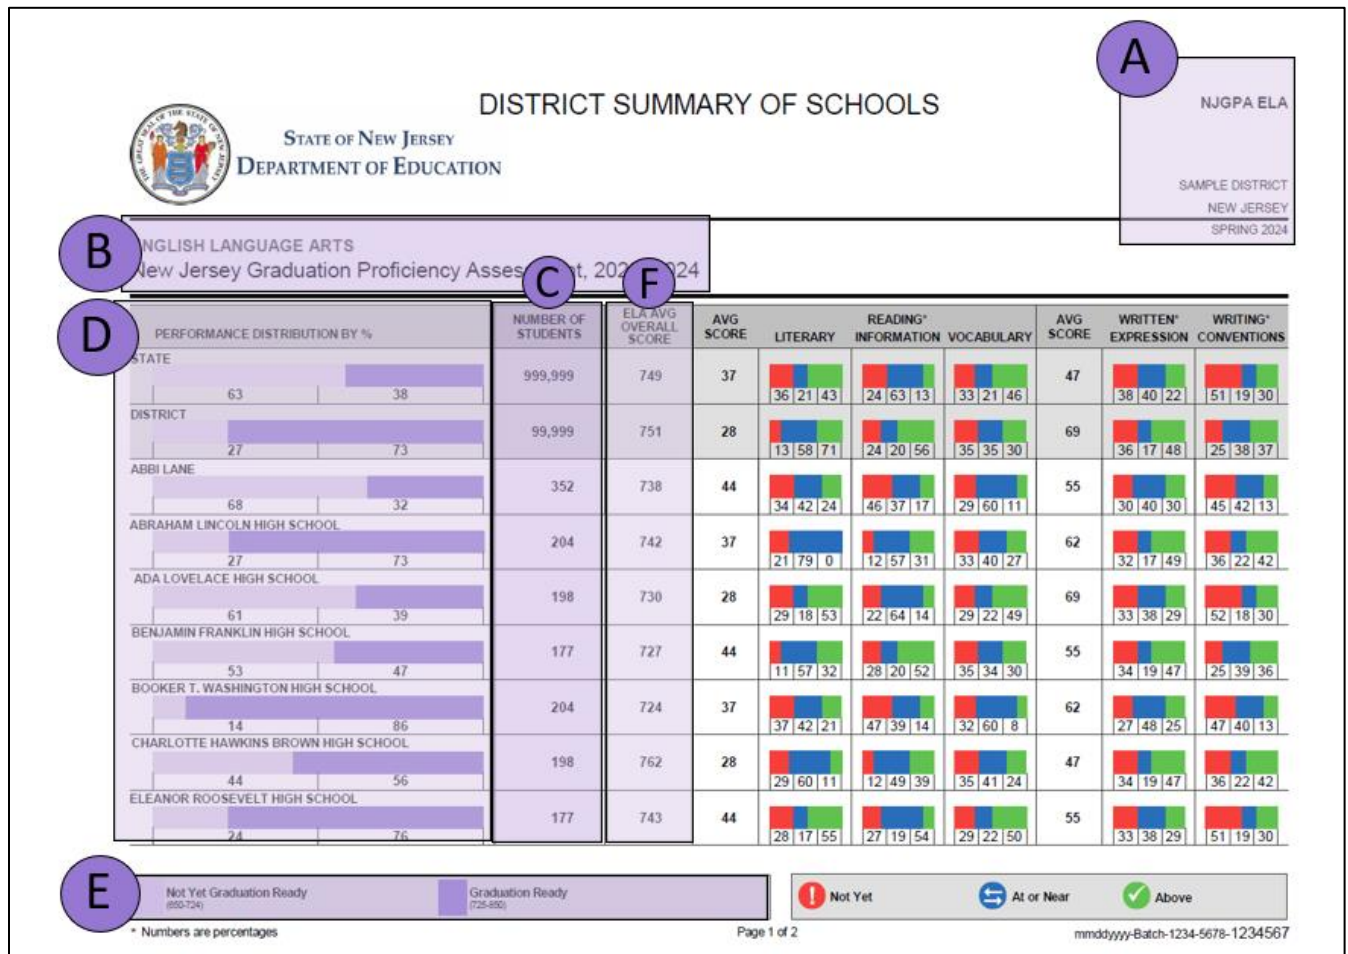 A
DISTRICT SUMMARY OF SCHOOLS
NJGPA ELA
STATE OF NEW JERSEY
DEPARTMENT OF EDUCATION
SAMPLE DISTRICT
NEW JERSEY
SPRING 2024
B
NGLISH LANGUAGE ARTS
New Jersey Graduation Proficiency Asses t, 202 024
C
F
D
PERFORMANCE DISTRIBUTION BY %
NUMBER OF STUDENTS
ELA AVG OVERALL SCORE
AVG SCORE
READING*
LITERARY INFORMATION VOCABULARY
AVG SCORE
WRITTEN* EXPRESSION
WRITING* CONVENTIONS
STATE
999,999 749 37 47
63 38 36 21 43 24 63 13 33 21 46 38 40 22 51 19 30
DISTRICT
99,999 751 28 69
27 73 13 58 71 24 20 56 35 35 30 36 17 48 25 38 37
ABBI LANE
352 738 44 55
68 32 34 42 24 46 37 17 29 60 11 30 40 30 45 42 13
ABRAHAM LINCOLN HIGH SCHOOL
204 742 37 62
27 73 21 79 0 12 57 31 33 40 27 32 17 49 36 22 42
ADA LOVELACE HIGH SCHOOL
198 730 28 69
61 39 29 18 53 22 64 14 29 22 49 33 38 29 52 18 30
BENJAMIN FRANKLIN HIGH SCHOOL
177 727 44 55
53 47 11 57 32 28 20 52 35 34 30 34 19 47 25 39 36
BOOKER T. WASHINGTON HIGH SCHOOL
204 724 37 62
14 86 37 42 21 47 39 14 32 60 8 27 48 25 47 40 13
CHARLOTTE HAWKINS BROWN HIGH SCHOOL
198 762 28 47
44 56 29 60 11 12 49 39 35 41 24 34 19 47 36 22 42
ELEANOR ROOSEVELT HIGH SCHOOL
177 743 44 55
24 76 28 17 55 27 19 54 29 22 50 33 38 29 51 19 30
E
Not Yet Graduation Ready
(650-724)
Graduation Ready
(725-850)
Not Yet
At or Near
Above
* Numbers are percentages
Page 1 of 2
mmddyyyy-Batch-1234-5678-1234567